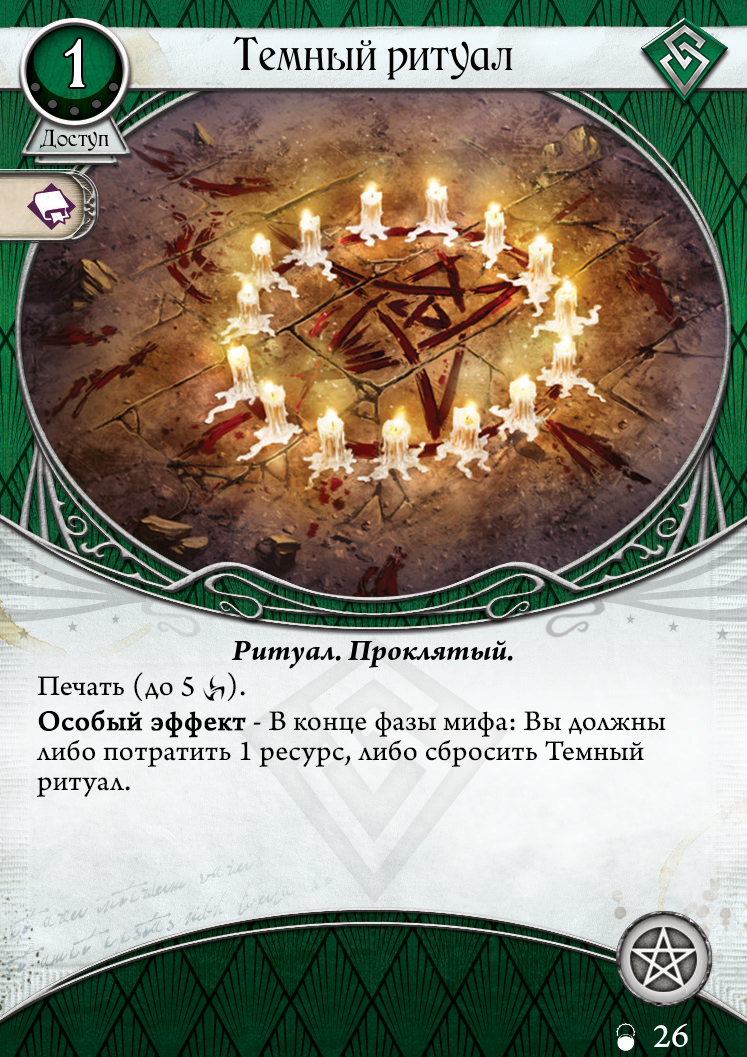 1
Темный ритуал
Доступ
Ритуал. Проклятый.
Печать (до 5 ).
Особый эффект - В конце фазы мифа: Вы должны
либо потратить 1 ресурс, либо сбросить Темный
ритуал.
26